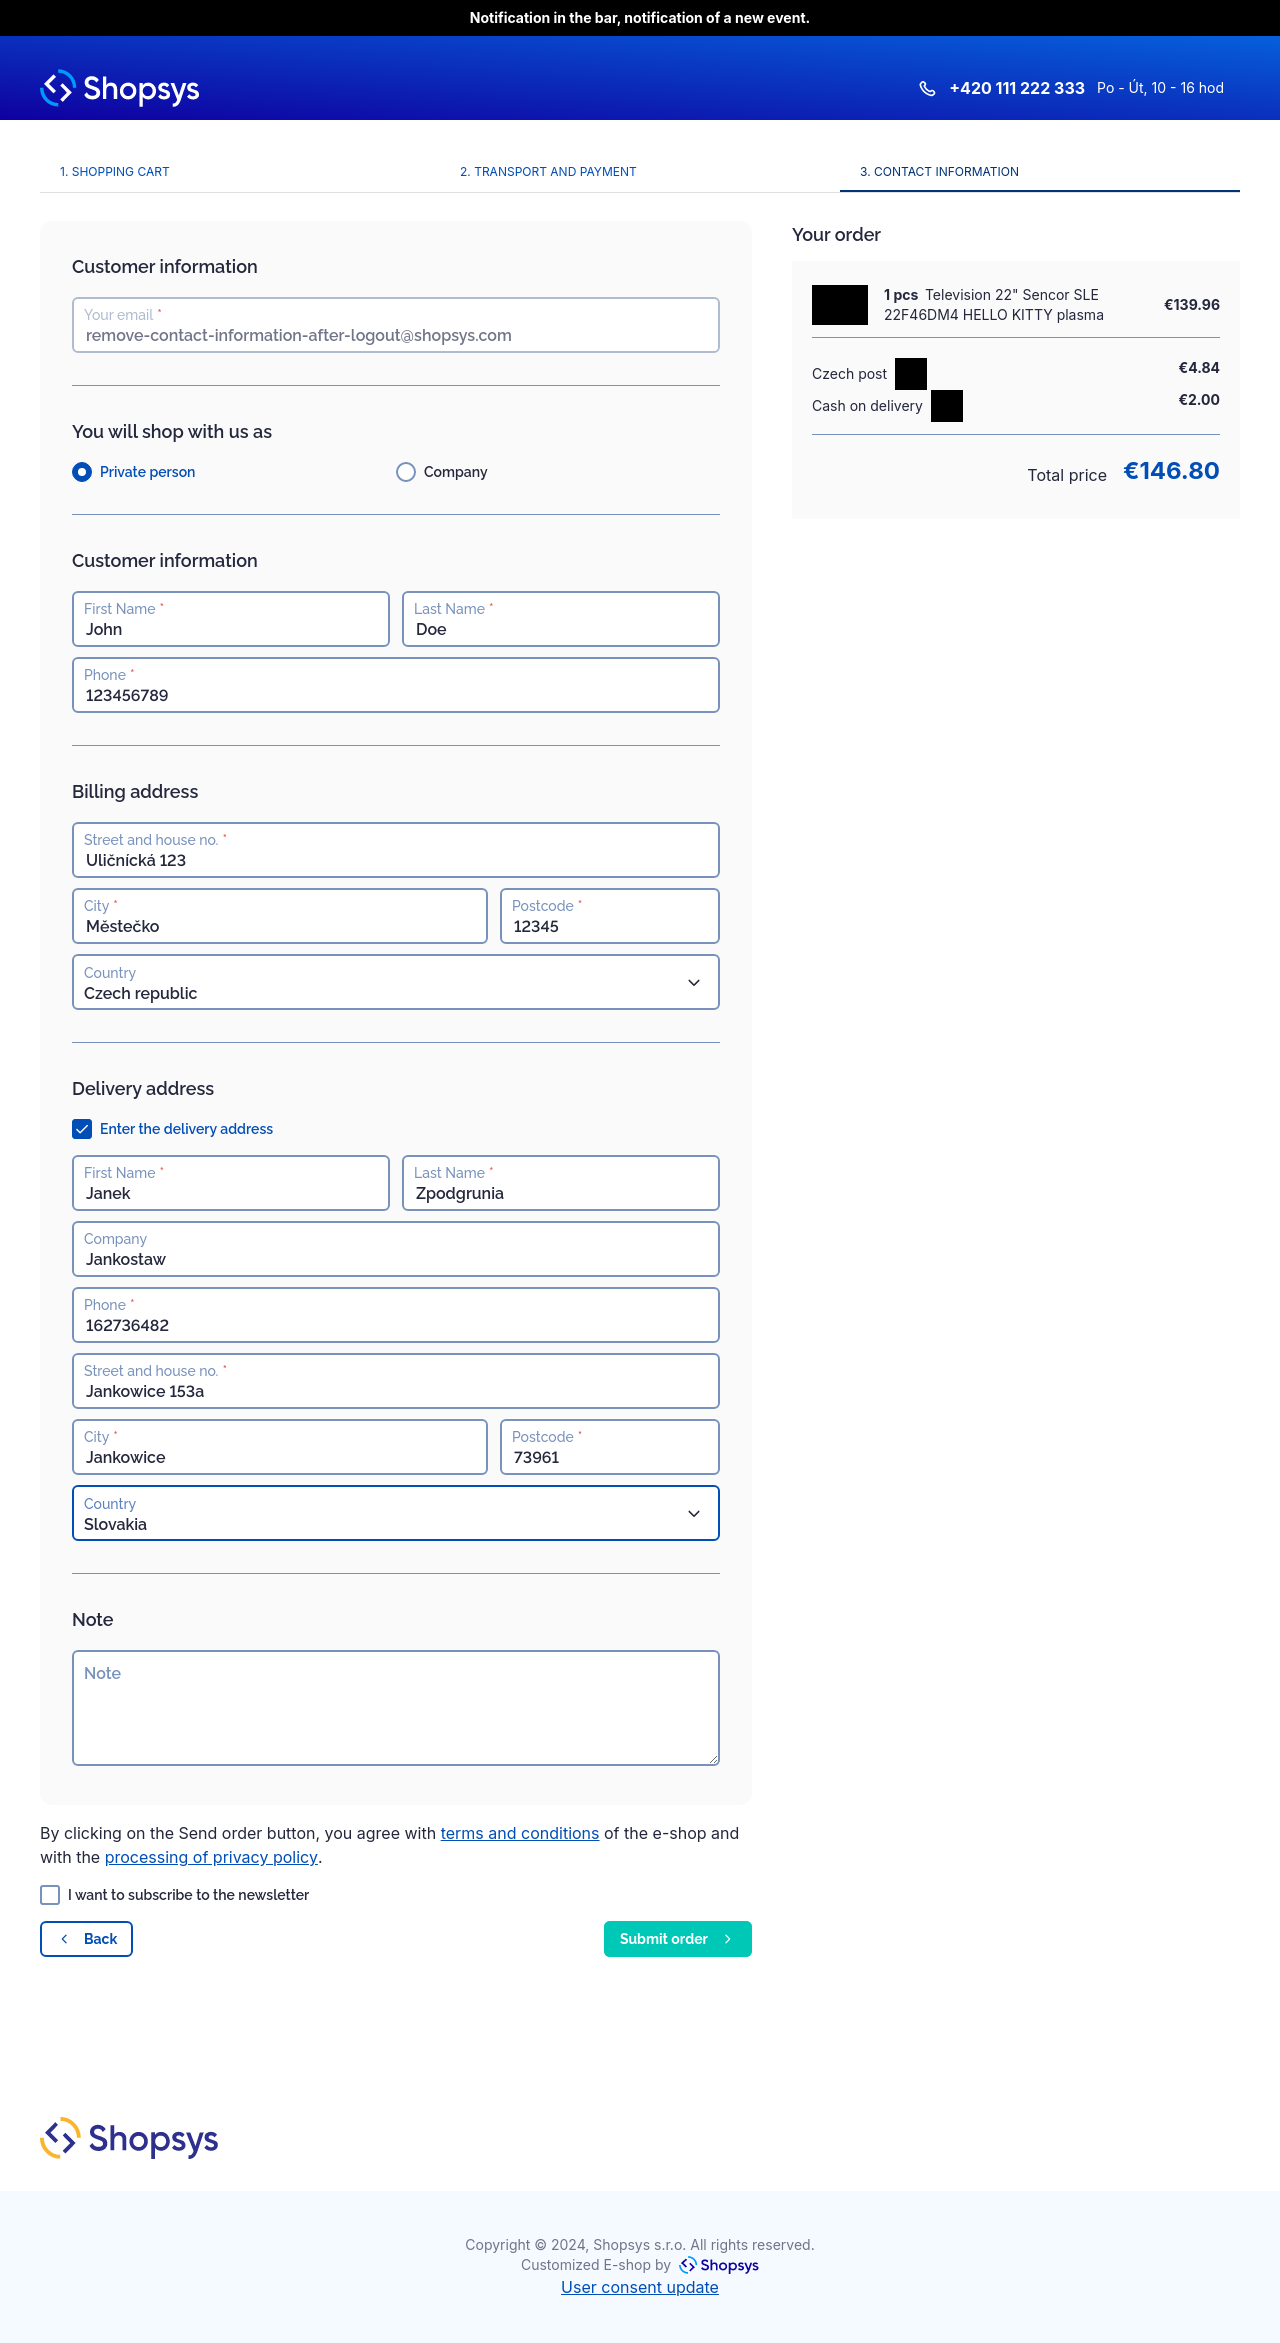 Notification in the bar, notification of a new event.
Shopsys
+420 111 222 333 Po - Út, 10 - 16 hod
1. SHOPPING CART
2. TRANSPORT AND PAYMENT
3. CONTACT INFORMATION
Customer information
Your email *
remove-contact-information-after-logout@shopsys.com
You will shop with us as
Private person
Company
Customer information
First Name *
John
Last Name *
Doe
Phone *
123456789
Billing address
Street and house no. *
Uličnícká 123
City *
Městečko
Postcode *
12345
Country
Czech republic
Delivery address
Enter the delivery address
First Name *
Janek
Last Name *
Zpodgrunia
Company
Jankostaw
Phone *
162736482
Street and house no. *
Jankowice 153a
City *
Jankowice
Postcode *
73961
Country
Slovakia
Note
Note
By clicking on the Send order button, you agree with terms and conditions of the e-shop and
with the processing of privacy policy.
I want to subscribe to the newsletter
Back
Submit order
Your order
1 pcs Television 22" Sencor SLE
22F46DM4 HELLO KITTY plasma
€139.96
Czech post
€4.84
Cash on delivery
€2.00
Total price €146.80
Shopsys
Copyright © 2024, Shopsys s.r.o. All rights reserved.
Customized E-shop by Shopsys
User consent update